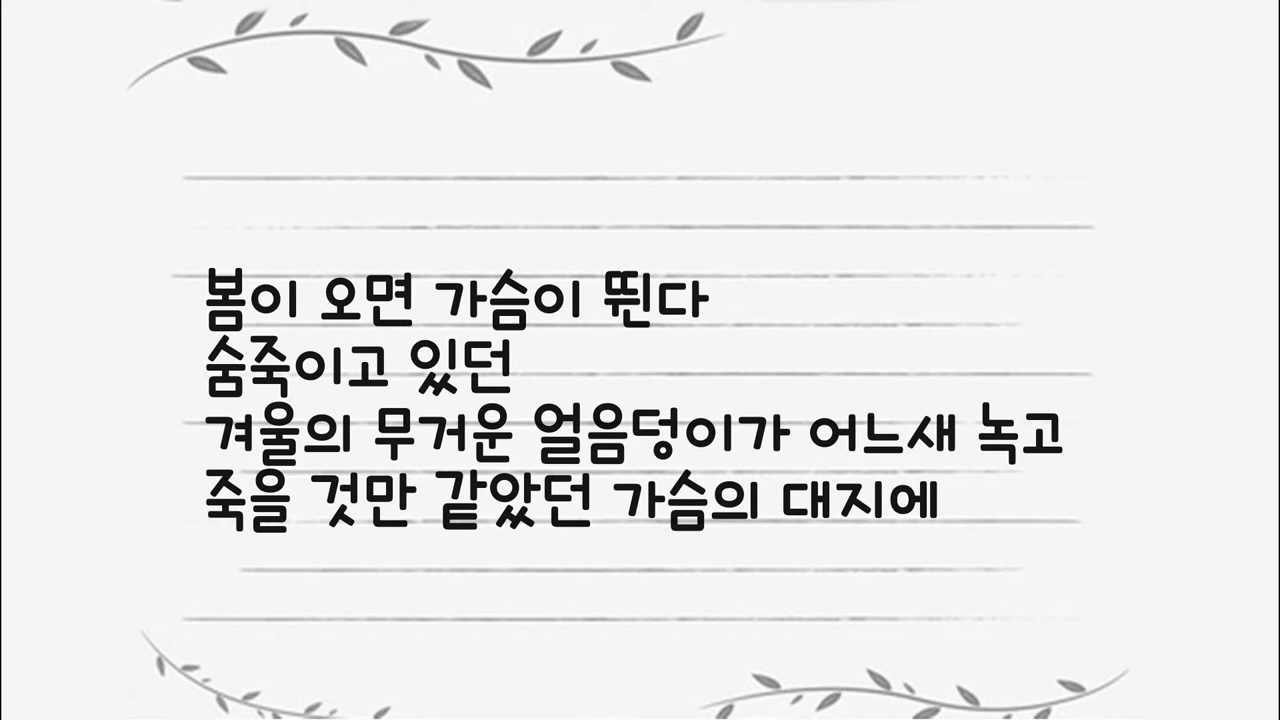 봄이 오면 가슴이 뛴다
숨죽이고 있던
겨울의 무거운 얼음덩이가 어느새 녹고
죽을 것만 같았던 가슴의 대지에